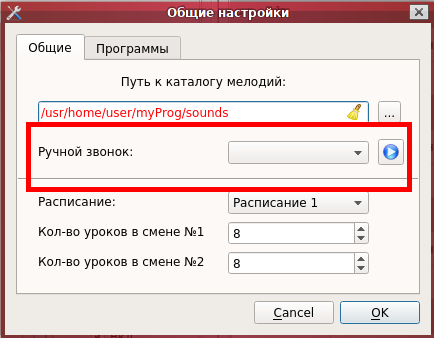 Общие настройки
Общие
Программы
Путь к каталогу мелодий:
/usr/home/user/myProg/sounds
...
Ручной звонок:
Расписание:
Расписание 1
Кол-во уроков в смене №1
8
Кол-во уроков в смене №2
8
Cancel
OK